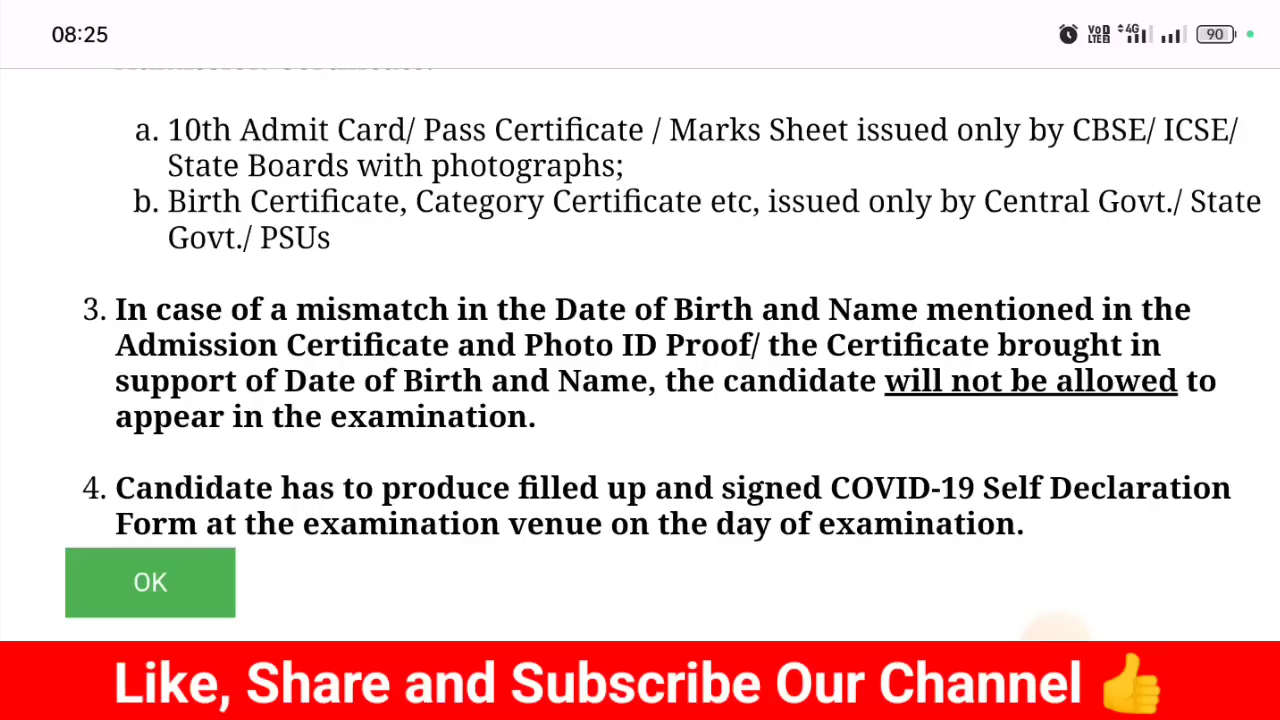 08:25
VoD
LTE2
4G
90
a. 10th Admit Card/ Pass Certificate / Marks Sheet issued only by CBSE/ ICSE/
State Boards with photographs;
b. Birth Certificate, Category Certificate etc, issued only by Central Govt./ State
Govt./ PSUs
3. In case of a mismatch in the Date of Birth and Name mentioned in the
Admission Certificate and Photo ID Proof/ the Certificate brought in
support of Date of Birth and Name, the candidate will not be allowed to
appear in the examination.
4. Candidate has to produce filled up and signed COVID-19 Self Declaration
Form at the examination venue on the day of examination.
OK
Like, Share and Subscribe Our Channel 👍